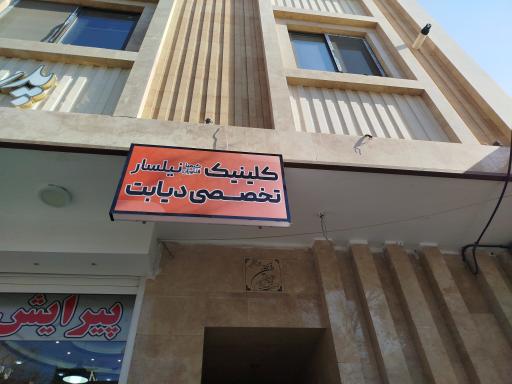 کلینیک نیلسار
تخصصی دیابت
پیرایش